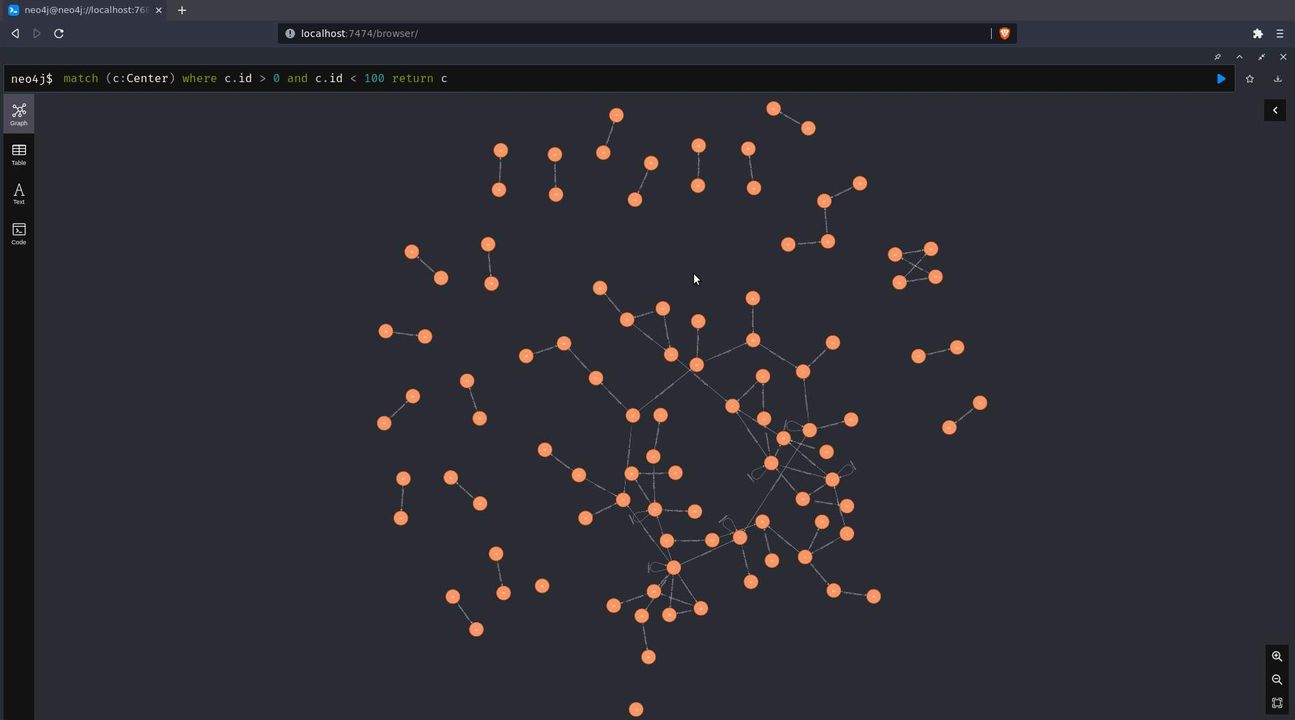 neo4j@neo4j://localhost:76
localhost:7474/browser/
neo4j$ match (c:Center) where c.id > 0 and c.id < 100 return c
Graph
Table
A
Text
Code